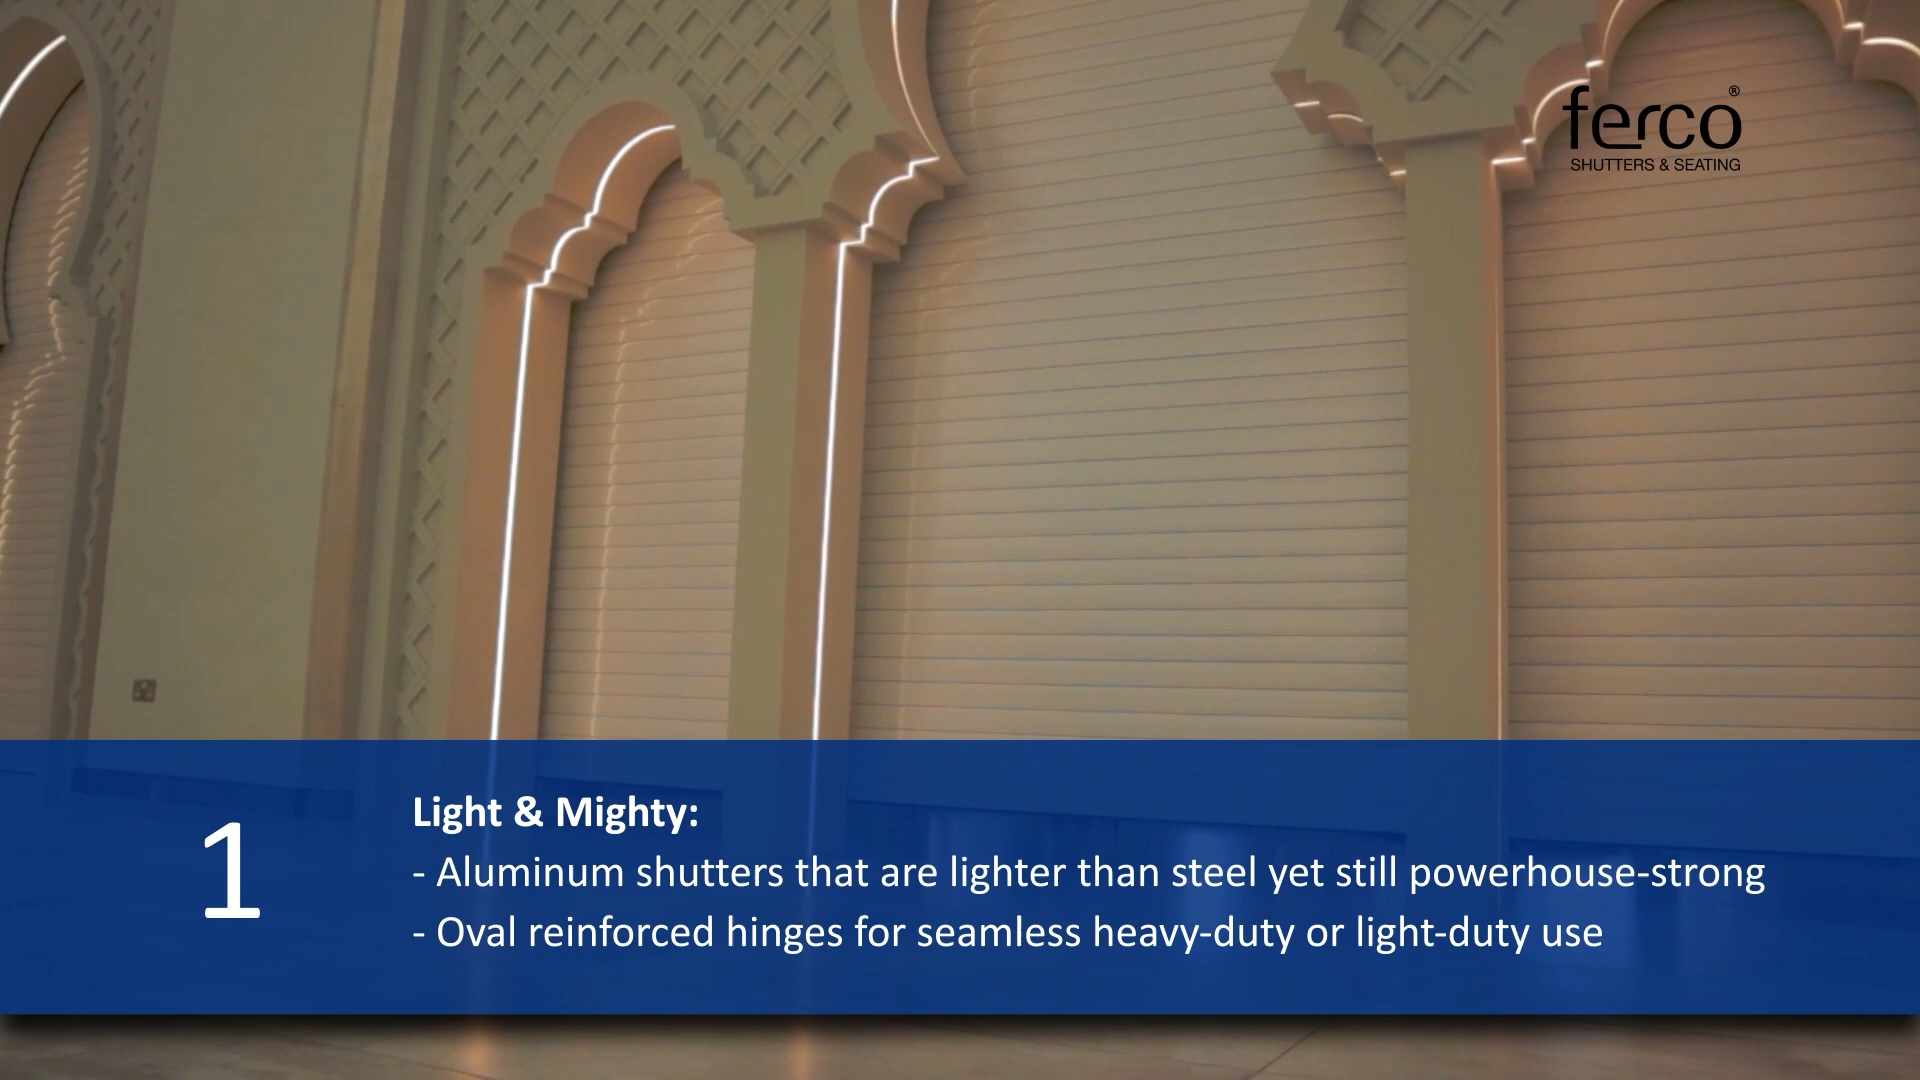 ferco®
SHUTTERS & SEATING
1
Light & Mighty:
- Aluminum shutters that are lighter than steel yet still powerhouse-strong
- Oval reinforced hinges for seamless heavy-duty or light-duty use